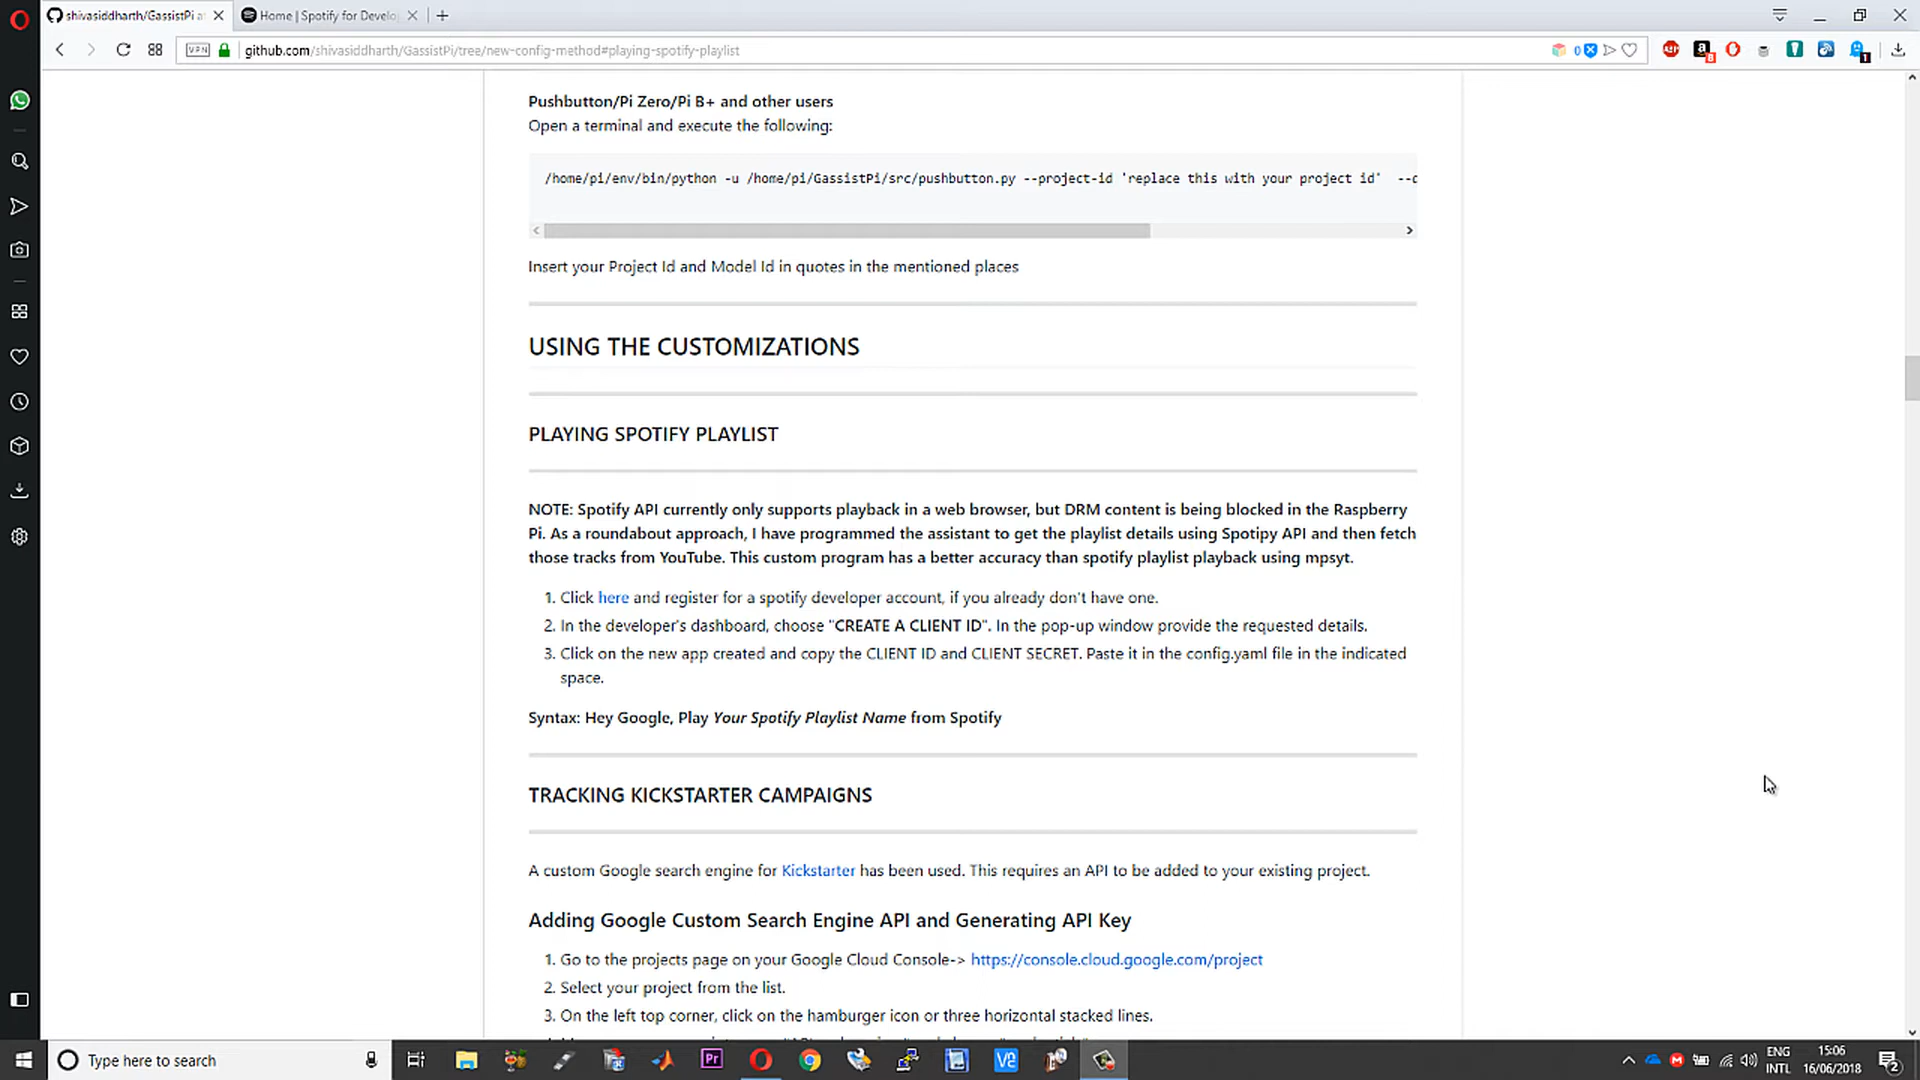 shivasiddharth/GassistPi at
Home | Spotify for Develo
VPN
github.com/shivasiddharth/GassistPi/tree/new-config-method#playing-spotify-playlist
0
Pushbutton/Pi Zero/Pi B+ and other users
Open a terminal and execute the following:
/home/pi/env/bin/python -u /home/pi/GassistPi/src/pushbutton.py --project-id 'replace this with your project id'
Insert your Project Id and Model Id in quotes in the mentioned places
USING THE CUSTOMIZATIONS
PLAYING SPOTIFY PLAYLIST
NOTE: Spotify API currently only supports playback in a web browser, but DRM content is being blocked in the Raspberry
Pi. As a roundabout approach, I have programmed the assistant to get the playlist details using Spotipy API and then fetch
those tracks from YouTube. This custom program has a better accuracy than spotify playlist playback using mpsyt.
1. Click here and register for a spotify developer account, if you already don't have one.
2. In the developer's dashboard, choose "CREATE A CLIENT ID". In the pop-up window provide the requested details.
3. Click on the new app created and copy the CLIENT ID and CLIENT SECRET. Paste it in the config.yaml file in the indicated
space.
Syntax: Hey Google, Play Your Spotify Playlist Name from Spotify
TRACKING KICKSTARTER CAMPAIGNS
A custom Google search engine for Kickstarter has been used. This requires an API to be added to your existing project.
Adding Google Custom Search Engine API and Generating API Key
1. Go to the projects page on your Google Cloud Console-> https://console.cloud.google.com/project
2. Select your project from the list.
3. On the left top corner, click on the hamburger icon or three horizontal stacked lines.
Type here to search
Pr
ENG
INTL
15:06
16/06/2018
2